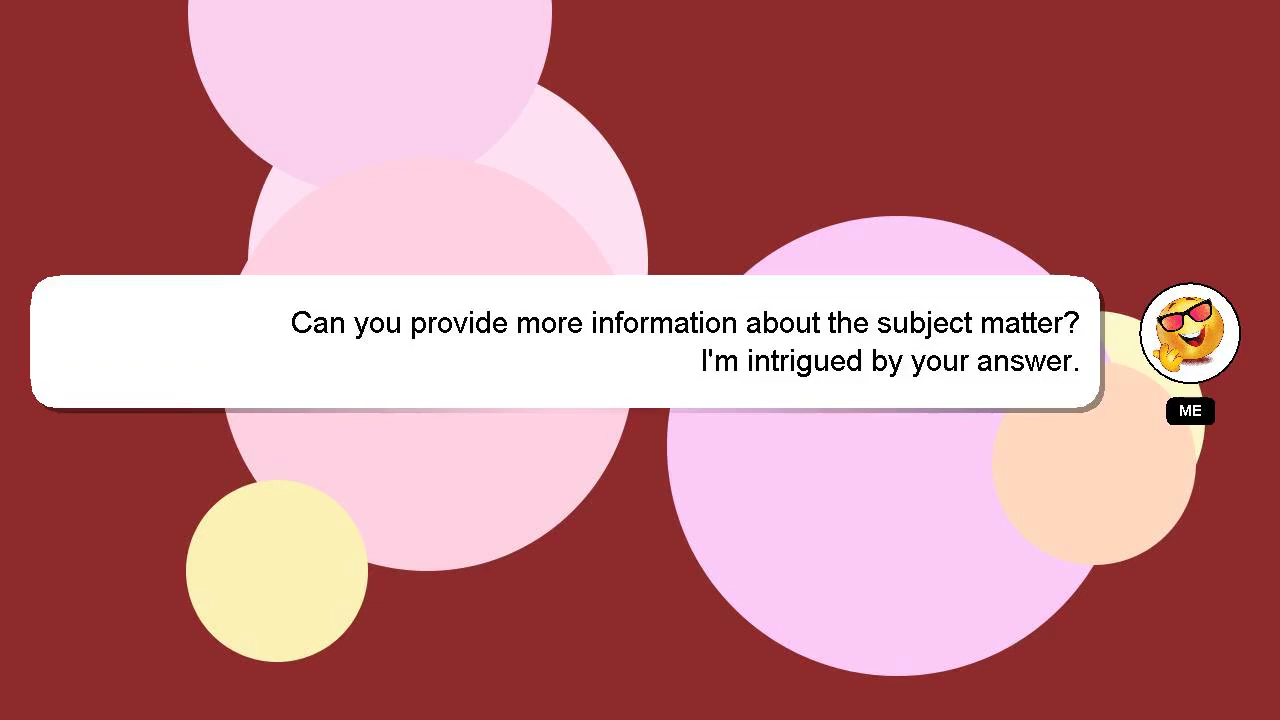 Can you provide more information about the subject matter?
I'm intrigued by your answer.
ME